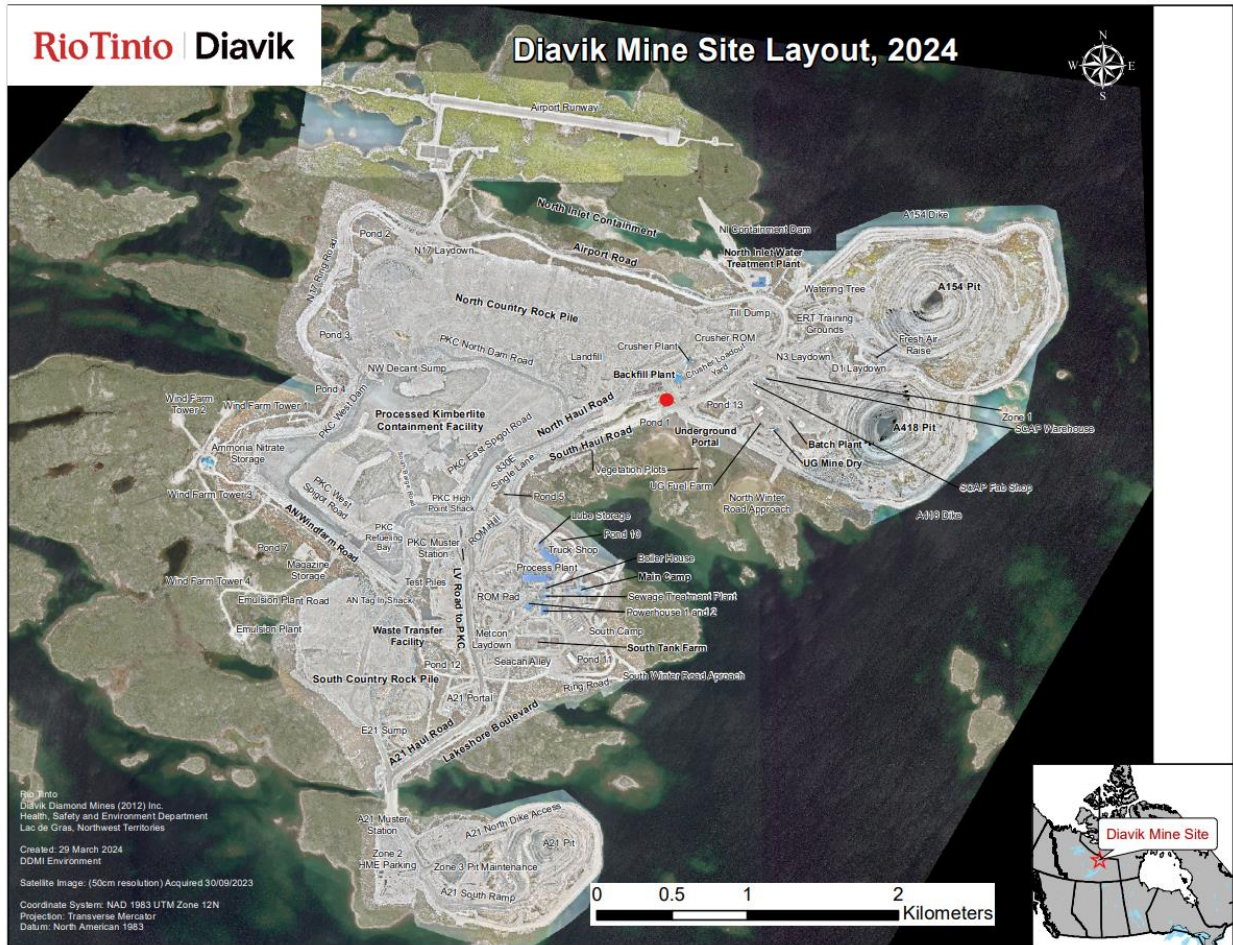 RioTinto | Diavik
Diavik Mine Site Layout, 2024
N
W E
S
Airport Runway
North Inlet Containment
A154 Dike
Pond 2
NI Containment Dam
N17 Laydown
Airport Road
North Inlet Water
Treatment Plant
N17 Ring Road
Watering Tree
A154 Pit
North Country Rock Pile
Till Dump
ERT Training
Grounds
Pond 3
PKC North Dam Road
Crusher ROM
Crusher Plant
Fresh Air
Raise
Landfill
N3 Laydown
NW Decant Sump
Backfill Plant
Crusher Loadout
Yard
D1 Laydown
Pond 4
Wind Farm
Tower 2
Wind Farm Tower 1
PKC West Dam
Processed Kimberlite
Containment Facility
North Haul Road
Pond 13
Zone 1
PKC East Spigot Road
Pond 1
SCAP Warehouse
A418 Pit
Underground
Portal
Batch Plant
South Haul Road
Ammonia Nitrate
Storage
830E
Single Lane
UG Mine Dry
Vegetation Plots
Wind Farm Tower 3
PKC West
Spigot Road
UG Fuel Farm
SCAP Fab Shop
PKC High
Point Shack
Pond 5
North Winter
Road Approach
AN/Windfarm Road
A418 Dike
Lube Storage
PKC
Refueling
Bay
ROM Hill
Pond 10
PKC Muster
Station
Truck Shop
Pond 7
Boiler House
Magazine
Storage
Process Plant
Wind Farm Tower 4
Test Piles
Main Camp
LV Road to PKC
ROM Pad
Sewage Treatment Plant
Emulsion Plant Road
AN Tag In Shack
Powerhouse 1 and 2
Emulsion Plant
Waste Transfer
Facility
Metcon
Laydown
South Camp
South Tank Farm
Pond 12
Seacan Alley
Pond 11
South Country Rock Pile
South Winter Road Aproach
Ring Road
A21 Portal
E21 Sump
A21 Haul Road
Lakeshore Boulevard
Rio Tinto
Diavik Diamond Mines (2012) Inc.
Health, Safety and Environment Department
Lac de Gras, Northwest Territories
Created: 29 March 2024
DDMI Environment
Satellite Image: (50cm resolution) Acquired 30/09/2023
Coordinate System: NAD 1983 UTM Zone 12N
Projection: Transverse Mercator
Datum: North American 1983
A21 Muster
Station
A21 North Dike Access
A21 Pit
Zone 2
HME Parking
Zone 3 Pit Maintenance
A21 South Ramp
0 0.5 1 2
Kilometers
Diavik Mine Site